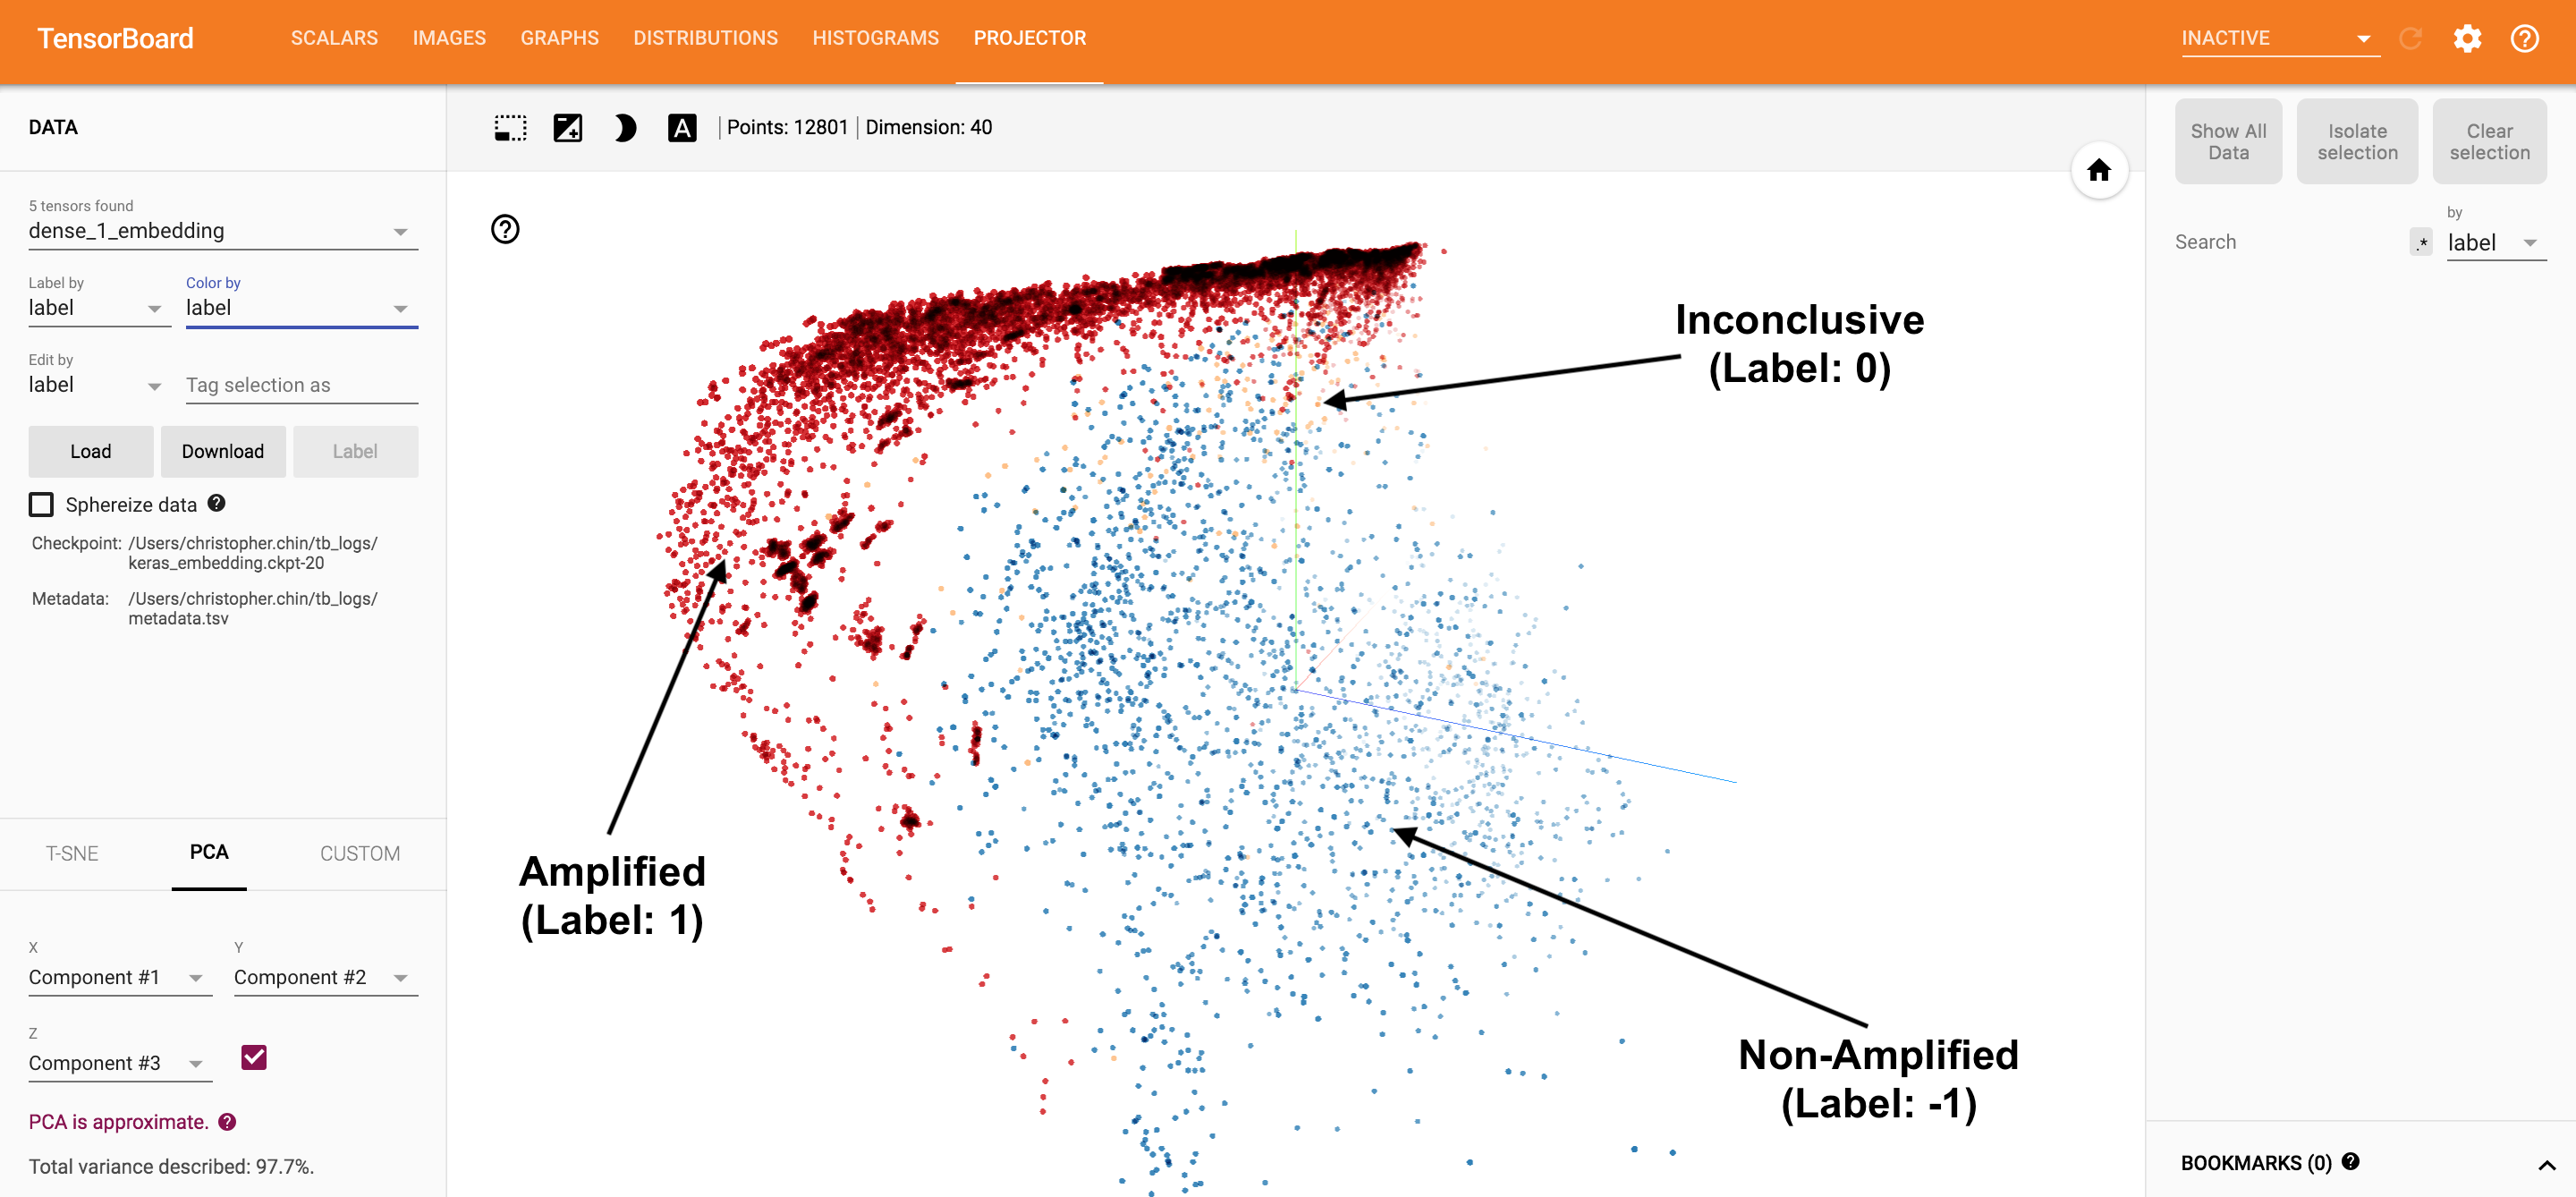 TensorBoard
SCALARS
IMAGES
GRAPHS
DISTRIBUTIONS
HISTOGRAMS
PROJECTOR
INACTIVE
DATA
5 tensors found
dense_1_embedding
Label by
label
Color by
label
Edit by
label
Tag selection as
Load
Download
Label
Sphereize data
Checkpoint: /Users/christopher.chin/tb_logs/
keras_embedding.ckpt-20
Metadata: /Users/christopher.chin/tb_logs/
metadata.tsv
T-SNE
PCA
CUSTOM
X
Component #1
Y
Component #2
Z
Component #3
PCA is approximate.
Total variance described: 97.7%.
A
Points: 12801 | Dimension: 40
Inconclusive
(Label: 0)
Amplified
(Label: 1)
Non-Amplified
(Label: -1)
Show All
Data
Isolate
selection
Clear
selection
Search
.*
by
label
BOOKMARKS (0)